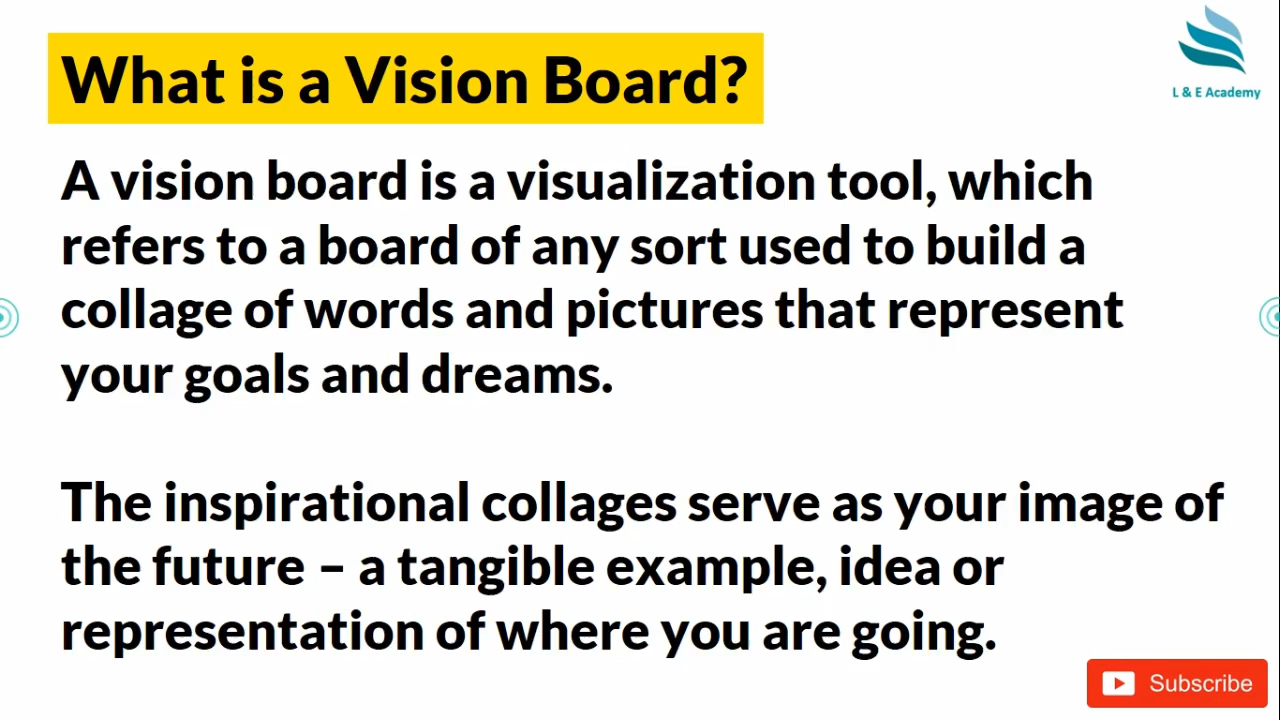 What is a Vision Board?
L & E Academy
A vision board is a visualization tool, which
refers to a board of any sort used to build a
collage of words and pictures that represent
your goals and dreams.
The inspirational collages serve as your image of
the future – a tangible example, idea or
representation of where you are going.
Subscribe